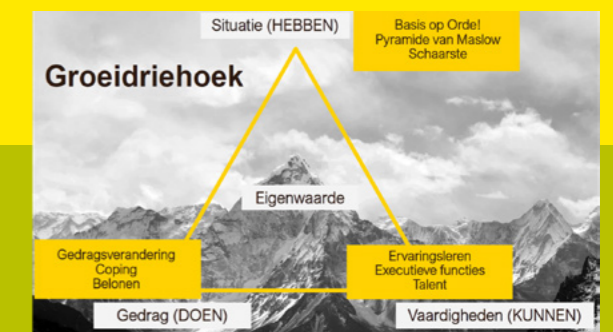 Situatie (HEBBEN)
Basis op Orde!
Pyramide van Maslow
Schaarste
Groeidriehoek
Eigenwaarde
Gedragsverandering
Coping
Belonen
Ervaringsleren
Executieve functies
Talent
Gedrag (DOEN)
Vaardigheden (KUNNEN)